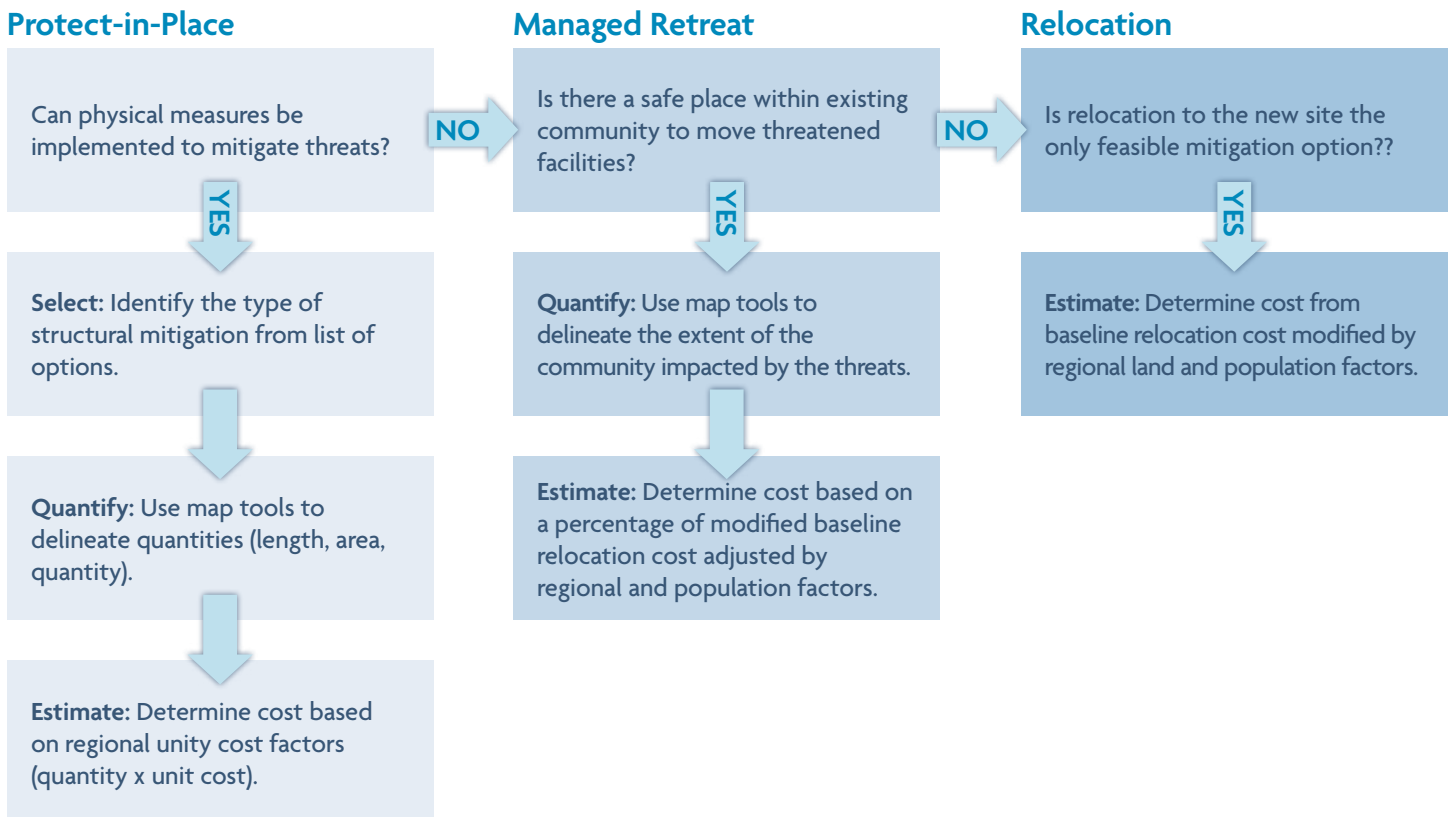 Protect-in-Place
Can physical measures be
implemented to mitigate threats?
NO
YES
Select: Identify the type of
structural mitigation from list of
options.
Quantify: Use map tools to
delineate quantities (length, area,
quantity).
Estimate: Determine cost based
on regional unity cost factors
(quantity x unit cost).
Managed Retreat
Is there a safe place within existing
community to move threatened
facilities?
NO
YES
Quantify: Use map tools to
delineate the extent of the
community impacted by the threats.
Estimate: Determine cost based on
a percentage of modified baseline
relocation cost adjusted by
regional and population factors.
Relocation
Is relocation to the new site the
only feasible mitigation option??
YES
Estimate: Determine cost from
baseline relocation cost modified by
regional land and population factors.